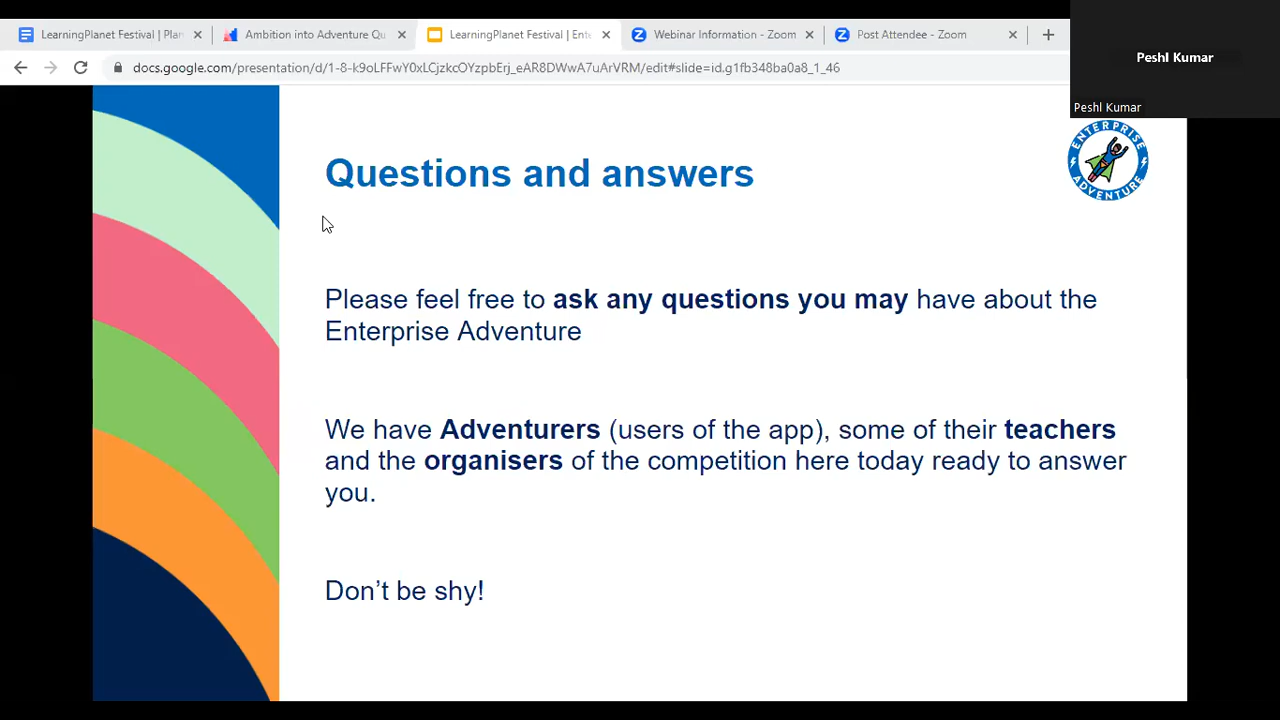 LearningPlanet Festival | Plan
Ambition into Adventure Qu
LearningPlanet Festival | Ente
Webinar Information - Zoom
Post Attendee - Zoom
docs.google.com/presentation/d/1-8-k9oLFFwY0xLCjzkcOYzpbErj_eAR8DWwA7uArVRM/edit#slide=id.g1fb348ba0a8_1_46
Peshl Kumar
Peshl Kumar
ENTERPRISE
ADVENTURE
Questions and answers
Please feel free to ask any questions you may have about the
Enterprise Adventure
We have Adventurers (users of the app), some of their teachers
and the organisers of the competition here today ready to answer
you.
Don’t be shy!